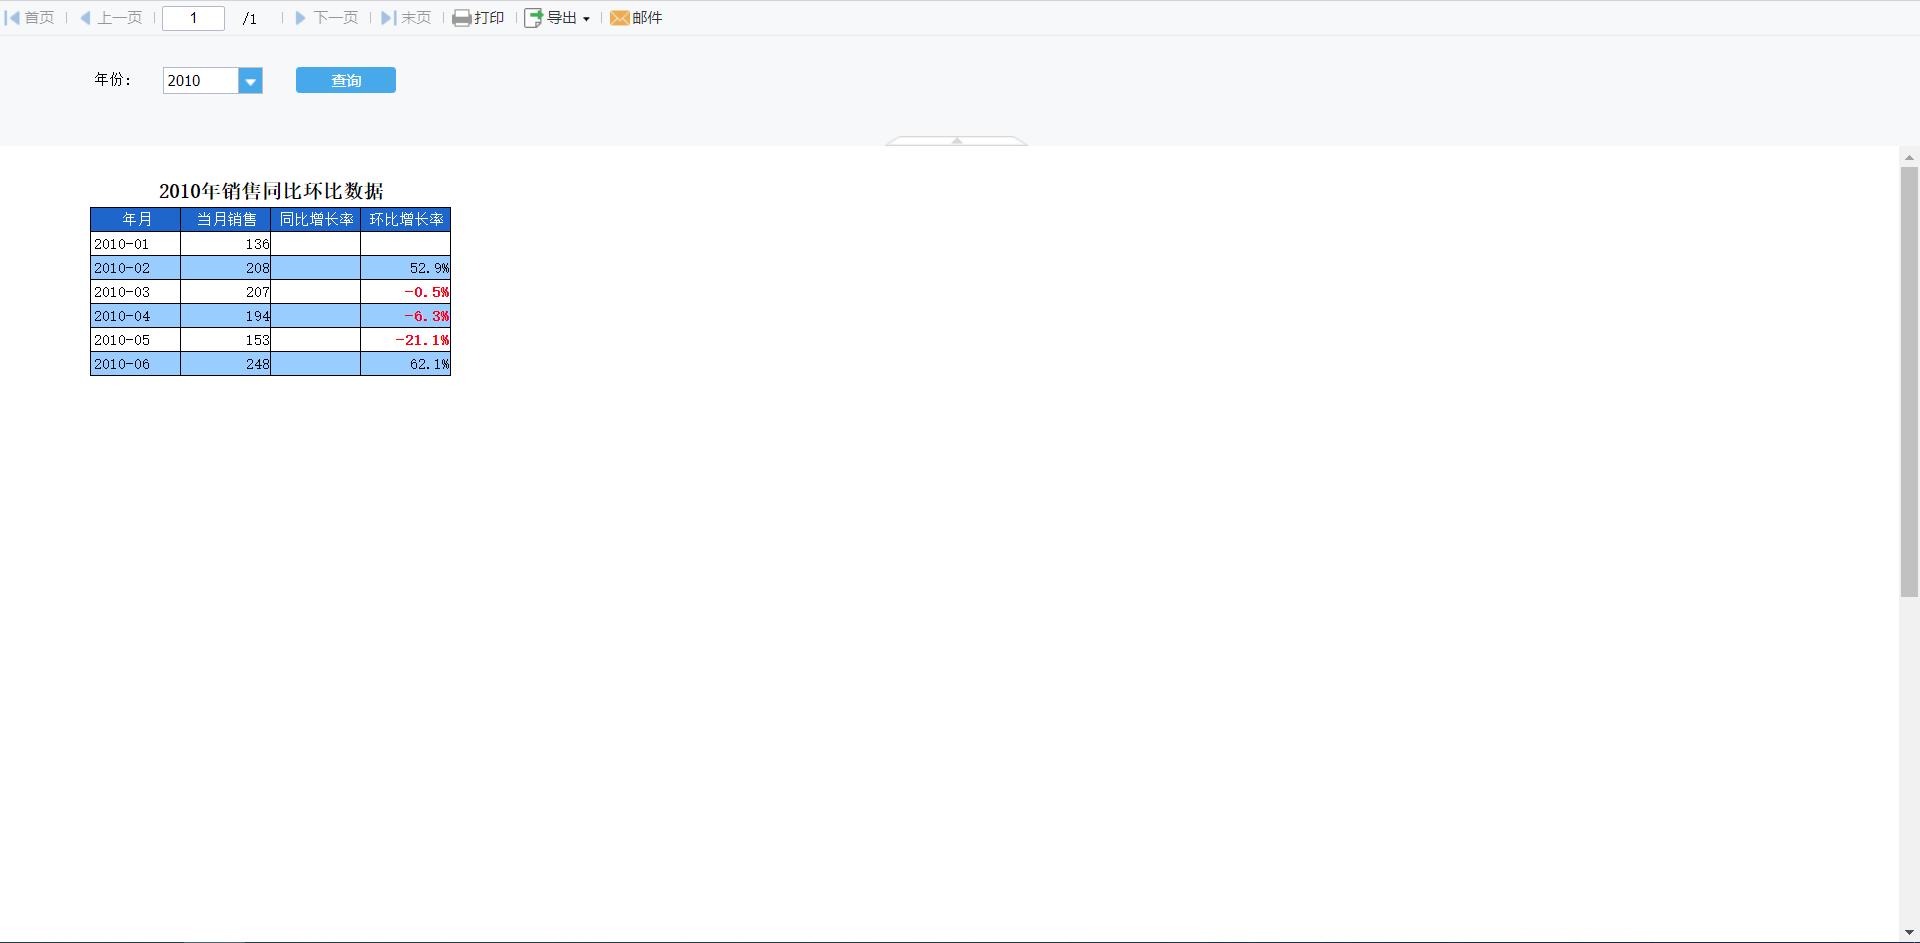 首页 上一页 1 /1 下一页 末页 打印 导出 邮件
年份： 2010 查询
2010年销售同比环比数据
年月 当月销售 同比增长率 环比增长率
2010-01 136
2010-02 208 52.9%
2010-03 207 -0.5%
2010-04 194 -6.3%
2010-05 153 -21.1%
2010-06 248 62.1%